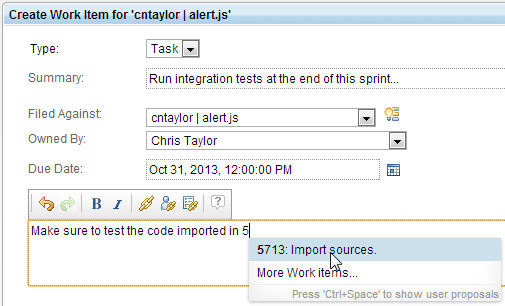 Create Work Item for 'cntaylor | alert.js'
Type: Task
Summary: Run integration tests at the end of this sprint...
Filed Against: cntaylor | alert.js
Owned By: Chris Taylor
Due Date: Oct 31, 2013, 12:00:00 PM
B I ?
Make sure to test the code imported in 5
5713: Import sources.
More Work items...
Press 'Ctrl+Space' to show user proposals